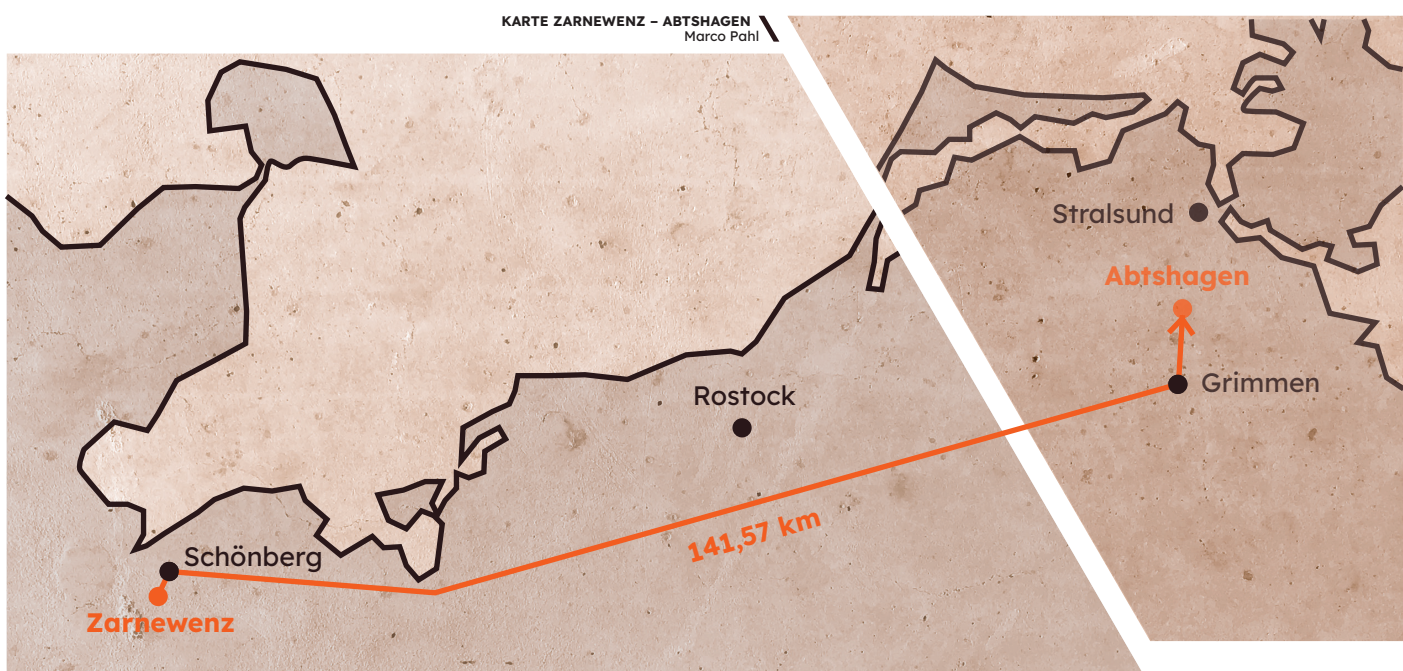 KARTE ZARNEWENZ – ABTSHAGEN
Marco Pahl
Stralsund
Abtshagen
Grimmen
Rostock
141,57 km
Schönberg
Zarnewenz